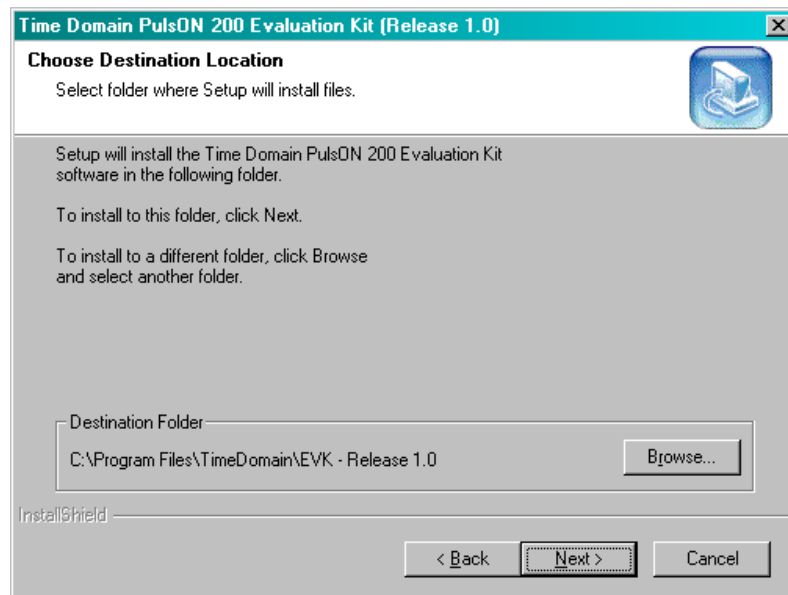 Time Domain PulsON 200 Evaluation Kit (Release 1.0)
Choose Destination Location
Select folder where Setup will install files.
Setup will install the Time Domain PulsON 200 Evaluation Kit
software in the following folder.
To install to this folder, click Next.
To install to a different folder, click Browse
and select another folder.
Destination Folder
C:\Program Files\TimeDomain\EVK - Release 1.0
Browse...
InstallShield
< Back
Next >
Cancel